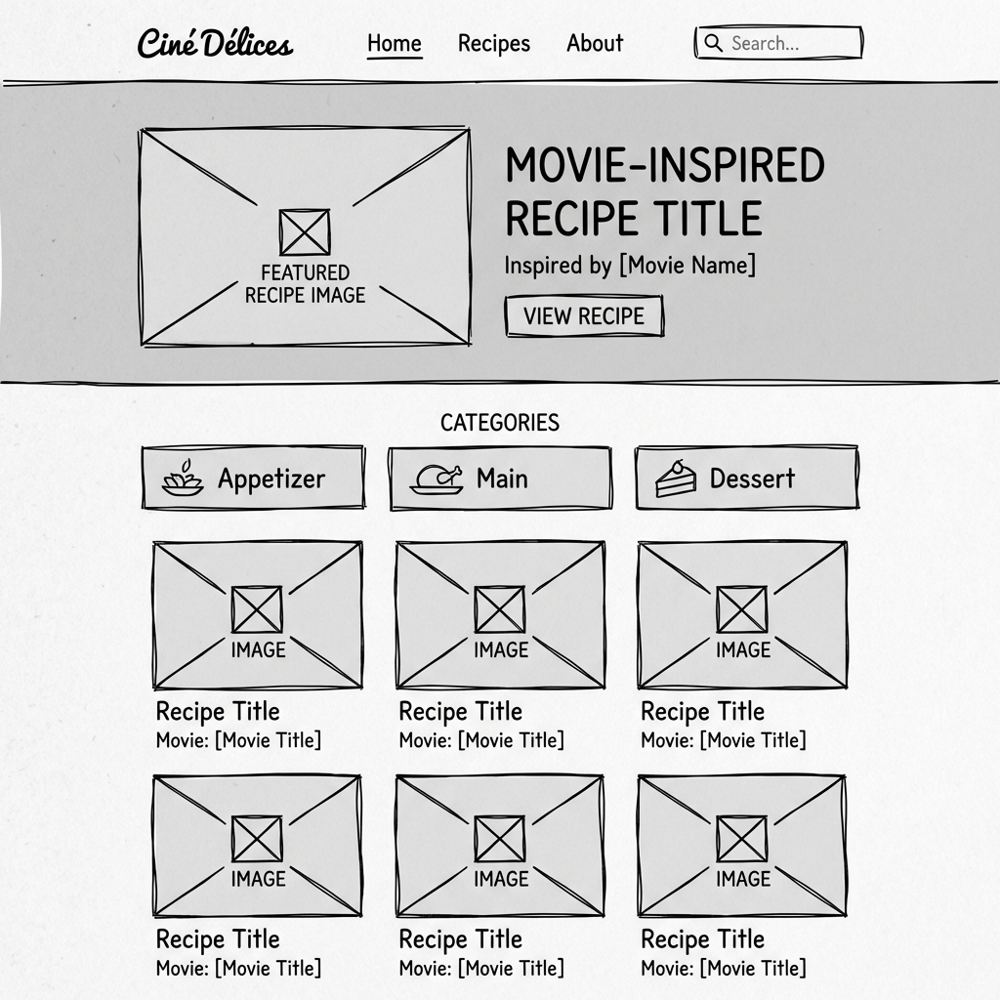 Ciné Délices
Home Recipes About
Search...
FEATURED
RECIPE IMAGE
MOVIE-INSPIRED
RECIPE TITLE
Inspired by [Movie Name]
VIEW RECIPE
CATEGORIES
Appetizer
Main
Dessert
IMAGE
Recipe Title
Movie: [Movie Title]
IMAGE
Recipe Title
Movie: [Movie Title]
IMAGE
Recipe Title
Movie: [Movie Title]
IMAGE
Recipe Title
Movie: [Movie Title]
IMAGE
Recipe Title
Movie: [Movie Title]
IMAGE
Recipe Title
Movie: [Movie Title]